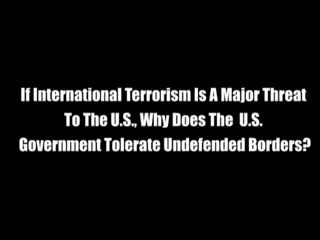 If International Terrorism Is A Major Threat
To The U.S., Why Does The U.S.
Government Tolerate Undefended Borders?